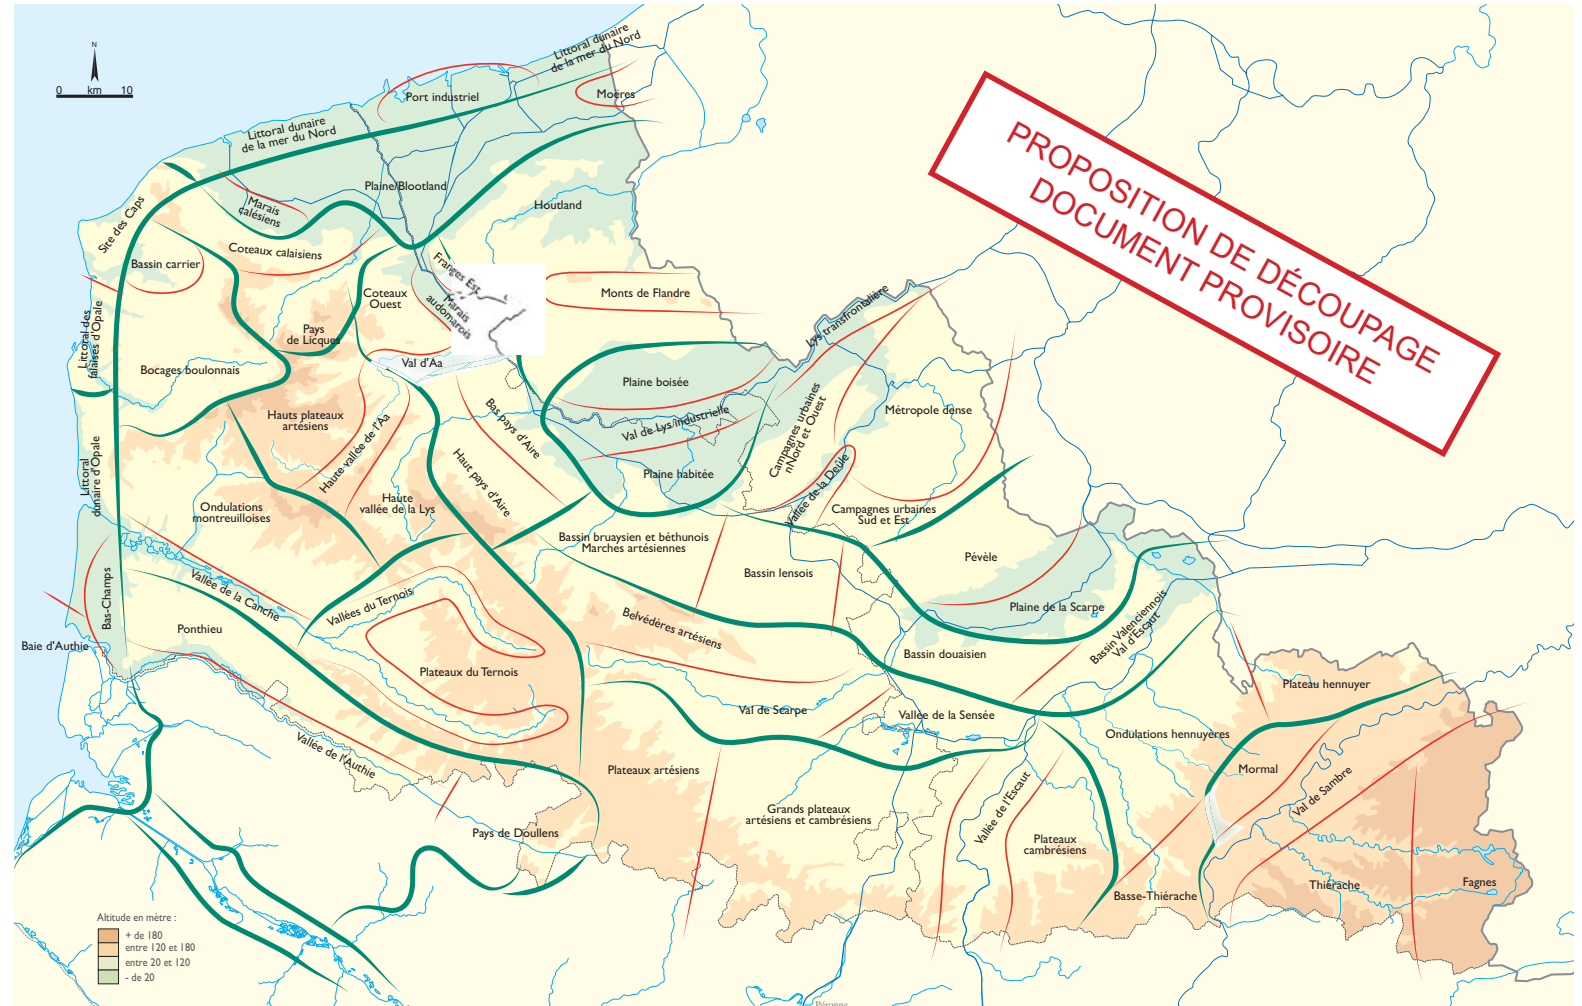 N
0 km 10
Littoral dunaire
de la mer du Nord
Port industriel
Moëres
Littoral dunaire
de la mer du Nord
PROPOSITION DE DÉCOUPAGE
DOCUMENT PROVISOIRE
Plaine/Blootland
Marais
calésiens
Houtland
Site des Caps
Coteaux calaisiens
Bassin carrier
Franges Est
Marais
audomarois
Coteaux
Ouest
Monts de Flandre
Littoral des
falaises d'Opale
Pays
de Licques
Lys transfrontalière
Val d'Aa
Bocages boulonnais
Plaine boisée
Hauts plateaux
artésiens
Haute vallée de l'Aa
Bas pays d'Aire
Val de Lys industrielle
Campagnes urbaines
nNord et Ouest
Métropole dense
Littoral
dunaire d'Opale
Haut pays d'Aire
Plaine habitée
Vallée de la Deûle
Ondulations
montreuilloises
Haute
vallée de la Lys
Campagnes urbaines
Sud et Est
Bassin bruaysien et béthunois
Marches artésiennes
Bassin lensois
Pévèle
Bas-Champs
Vallée de la Canche
Vallées du Ternois
Plaine de la Scarpe
Belvédères artésiens
Bassin Valenciennois
Val d'Escaut
Ponthieu
Baie d'Authie
Bassin douaisien
Plateaux du Ternois
Plateau hennuyer
Val de Scarpe
Vallée de la Sensée
Ondulations hennuyères
Vallée de l'Authie
Plateaux artésiens
Mormal
Val de Sambre
Grands plateaux
artésiens et cambrésiens
Vallée de l'Escaut
Pays de Doullens
Plateaux
cambrésiens
Basse-Thiérache
Thiérache
Fagnes
Altitude en mètre :
+ de 180
entre 120 et 180
entre 20 et 120
- de 20
Péronne